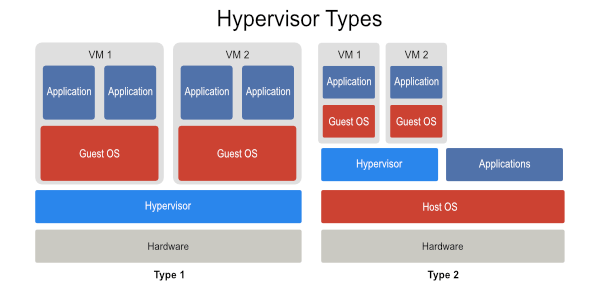 Hypervisor Types
VM 1
VM 2
Application
Application
Application
Application
Guest OS
Guest OS
Hypervisor
Hardware
Type 1
VM 1
VM 2
Application
Application
Guest OS
Guest OS
Hypervisor
Applications
Host OS
Hardware
Type 2